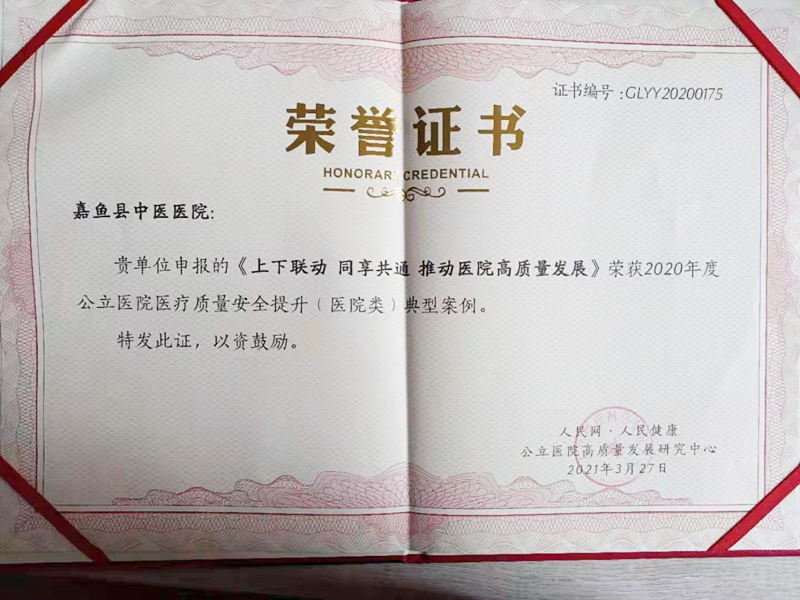 证书编号:GLYY20200175
荣誉证书
HONORARY CREDENTIAL
嘉鱼县中医医院:
贵单位申报的《上下联动 同享共通 推动医院高质量发展》荣获2020年度
公立医院医疗质量安全提升(医院类)典型案例。
特发此证,以资鼓励。
人民网·人民健康
公立医院高质量发展研究中心
2021年3月27日